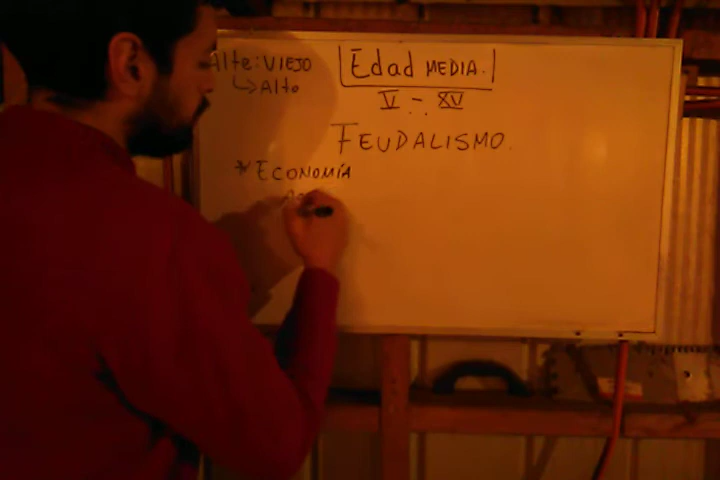 Alte: VIEJO
↳ Alto
Edad MEDIA.
V - XV
FEUDALISMO.
* ECONOMÍA